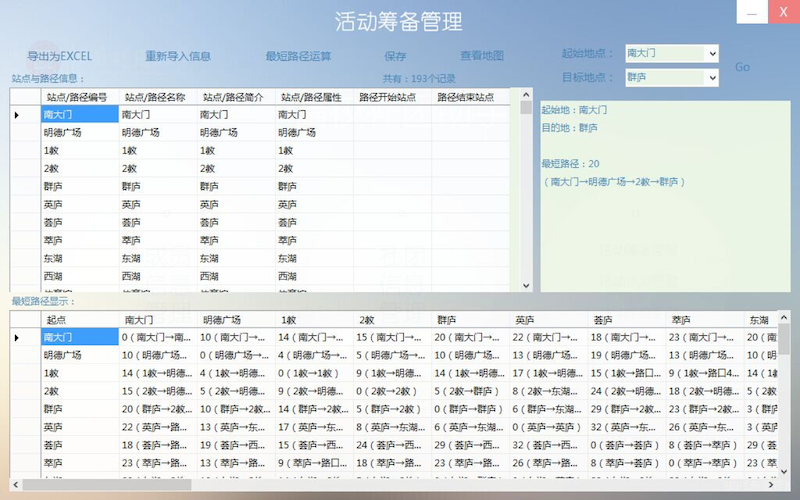 活动筹备管理
X
导出为EXCEL 重新导入信息 最短路径运算 保存 查看地图
起始地点： 南大门
目标地点： 群庐
Go
站点与路径信息： 共有：193个记录
站点/路径编号 站点/路径名称 站点/路径简介 站点/路径属性 路径开始站点 路径结束站点
南大门 南大门 南大门 南大门
明德广场 明德广场 明德广场 明德广场
1教 1教 1教 1教
2教 2教 2教 2教
群庐 群庐 群庐 群庐
英庐 英庐 英庐 英庐
荟庐 荟庐 荟庐 荟庐
萃庐 萃庐 萃庐 萃庐
东湖 东湖 东湖 东湖
西湖 西湖 西湖 西湖
起始地：南大门
目的地：群庐
最短路径：20
（南大门→明德广场→2教→群庐）
最短路径显示：
起点 南大门 明德广场 1教 2教 群庐 英庐 荟庐 萃庐 东湖
南大门 0（南大门→南... 10（南大门→... 14（南大门→... 15（南大门→... 20（南大门→... 22（南大门→... 18（南大门→... 23（南大门→... 20（南
明德广场 10（明德广场... 0（明德广场→... 4（明德广场→... 5（明德广场→... 10（明德广场... 13（明德广场... 19（明德广场... 13（明德广场... 10（明
1教 14（1教→明德... 4（1教→明德... 0（1教→1教） 9（1教→明德... 14（1教→明德... 17（1教→明德... 15（1教→路口... 9（1教→路口4... 14（1
2教 15（2教→明... 5（2教→明德... 9（2教→明德... 0（2教→2教） 5（2教→群庐） 8（2教→东湖... 24（2教→明德... 18（2教→明德... 5（2教
群庐 20（群庐→2教... 10（群庐→2教... 14（群庐→2教... 5（群庐→2教） 0（群庐→群庐） 6（群庐→东湖... 29（群庐→2教... 23（群庐→2教... 3（群庐
英庐 22（英庐→路... 13（英庐→东... 17（英庐→东... 8（英庐→东湖... 6（英庐→东湖... 0（英庐→英庐） 32（英庐→东... 26（英庐→东... 3（英庐
荟庐 18（荟庐→路... 19（荟庐→西... 15（荟庐→西... 24（荟庐→西... 29（荟庐→西... 32（荟庐→西... 0（荟庐→荟庐） 8（荟庐→萃庐） 29（荟
萃庐 23（萃庐→路... 13（萃庐→路... 9（萃庐→路口... 18（萃庐→路... 23（萃庐→路... 26（萃庐→路... 8（萃庐→荟庐） 0（萃庐→萃庐） 23（萃